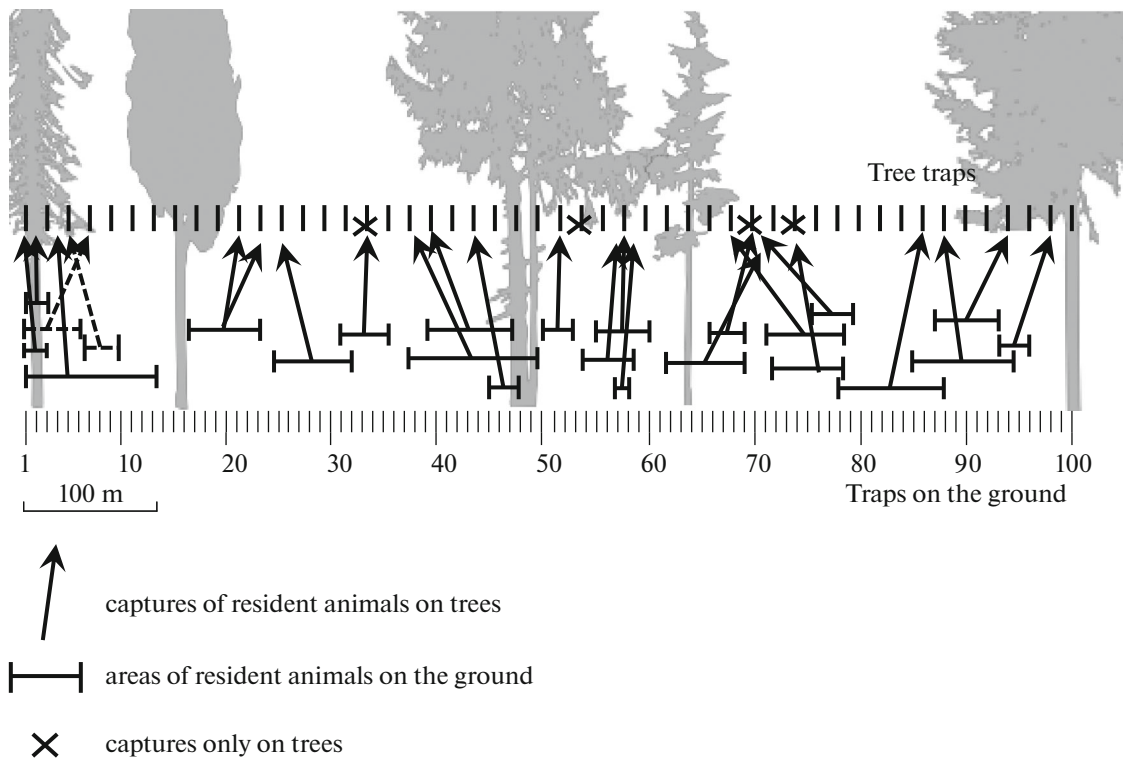 Tree traps
1 10 20 30 40 50 60 70 80 90 100
100 m Traps on the ground
captures of resident animals on trees
areas of resident animals on the ground
captures only on trees